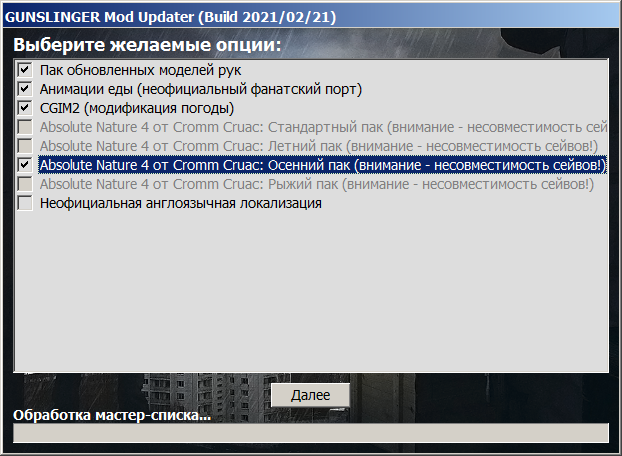 GUNSLINGER Mod Updater (Build 2021/02/21)
Выберите желаемые опции:
Пак обновленных моделей рук
Анимации еды (неофициальный фанатский порт)
CGIM2 (модификация погоды)
Absolute Nature 4 от Cromm Cruac: Стандартный пак (внимание - несовместимость сей
Absolute Nature 4 от Cromm Cruac: Летний пак (внимание - несовместимость сейвов!)
Absolute Nature 4 от Cromm Cruac: Осенний пак (внимание - несовместимость сейвов!)
Absolute Nature 4 от Cromm Cruac: Рыжий пак (внимание - несовместимость сейвов!)
Неофициальная англоязычная локализация
Далее
Обработка мастер-списка...